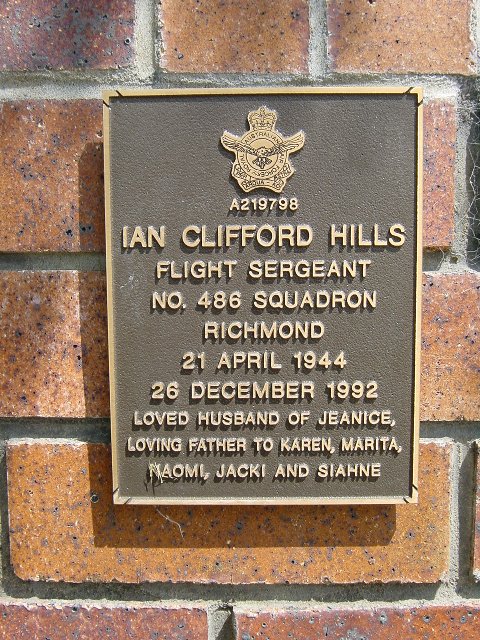 A219798
IAN CLIFFORD HILLS
FLIGHT SERGEANT
NO. 486 SQUADRON
RICHMOND
21 APRIL 1944
26 DECEMBER 1992
LOVED HUSBAND OF JEANICE,
LOVING FATHER TO KAREN, MARITA,
NAOMI, JACKI AND SIAHNE